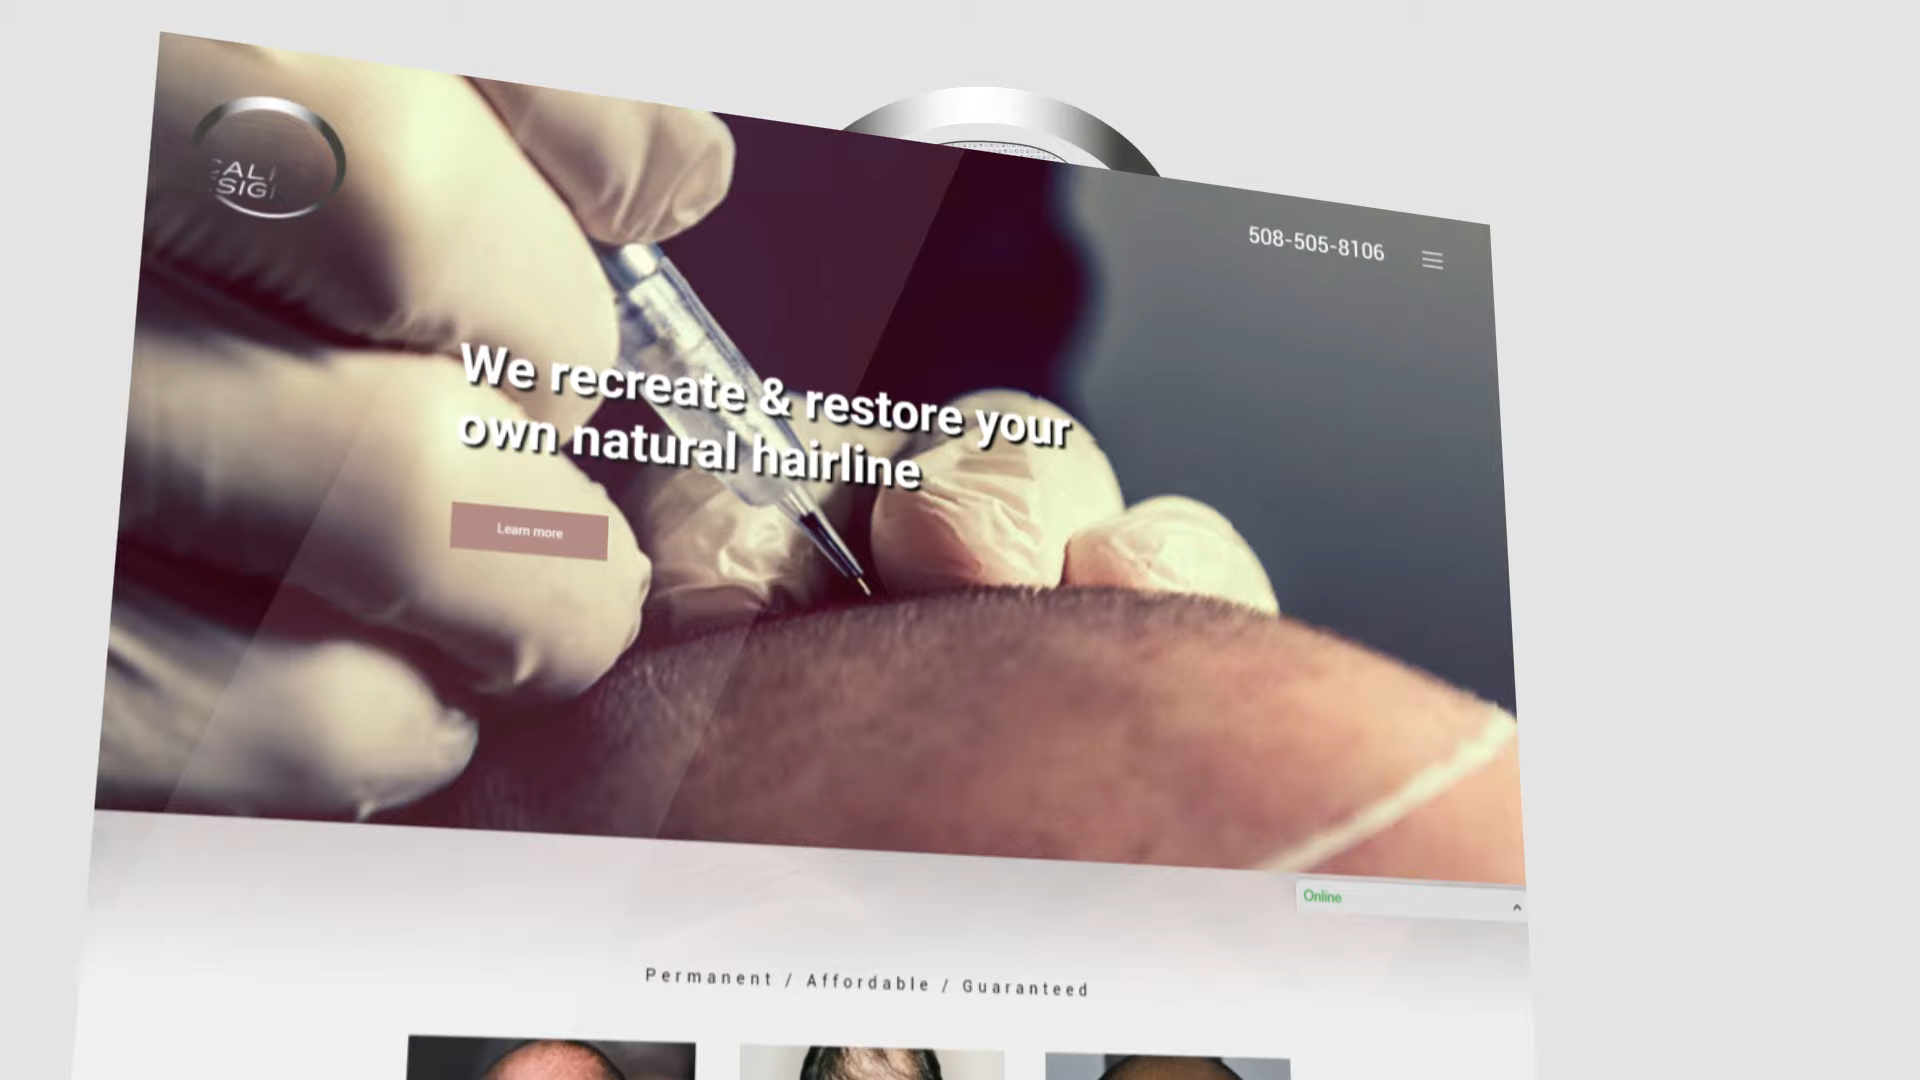 508-505-8106
We recreate & restore your
own natural hairline
Learn more
Online
Permanent / Affordable / Guaranteed